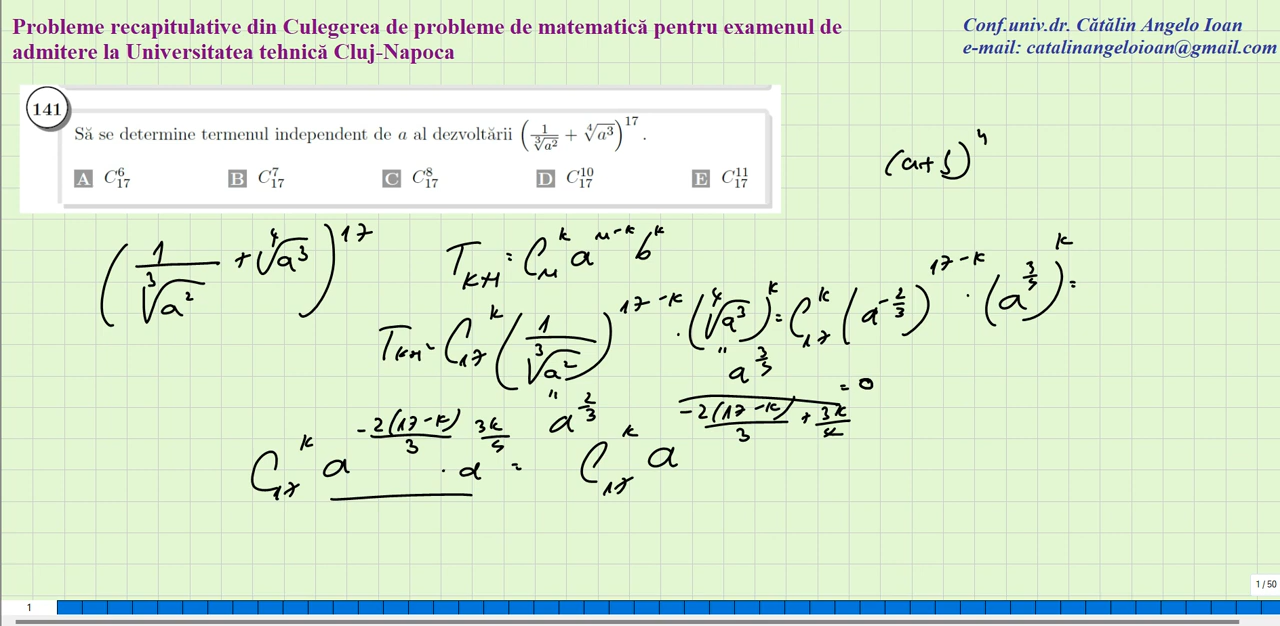 Probleme recapitulative din Culegerea de probleme de matematică pentru examenul de
admitere la Universitatea tehnică Cluj-Napoca
Conf.univ.dr. Cătălin Angelo Ioan
e-mail: catalinangeloioan@gmail.com
141
Să se determine termenul independent de a al dezvoltării (1/∛a² + ∜a³)^17.
A C_17^6 B C_17^7 C C_17^8 D C_17^10 E C_17^11
(a+b)^n
(1/∛a² + ∜a³)^17 T_{k+1} = C_n^k a^{n-k} b^k
T_{k+1} = C_17^k (1/∛a²)^{17-k} · (∜a³)^k = C_17^k (a^{-2/3})^{17-k} · (a^{3/4})^k =
" a^{2/3} " a^{3/4}
C_17^k a^{-2(17-k)/3} · a^{3k/4} = C_17^k a^{-2(17-k)/3 + 3k/4} = 0
1 / 50
1